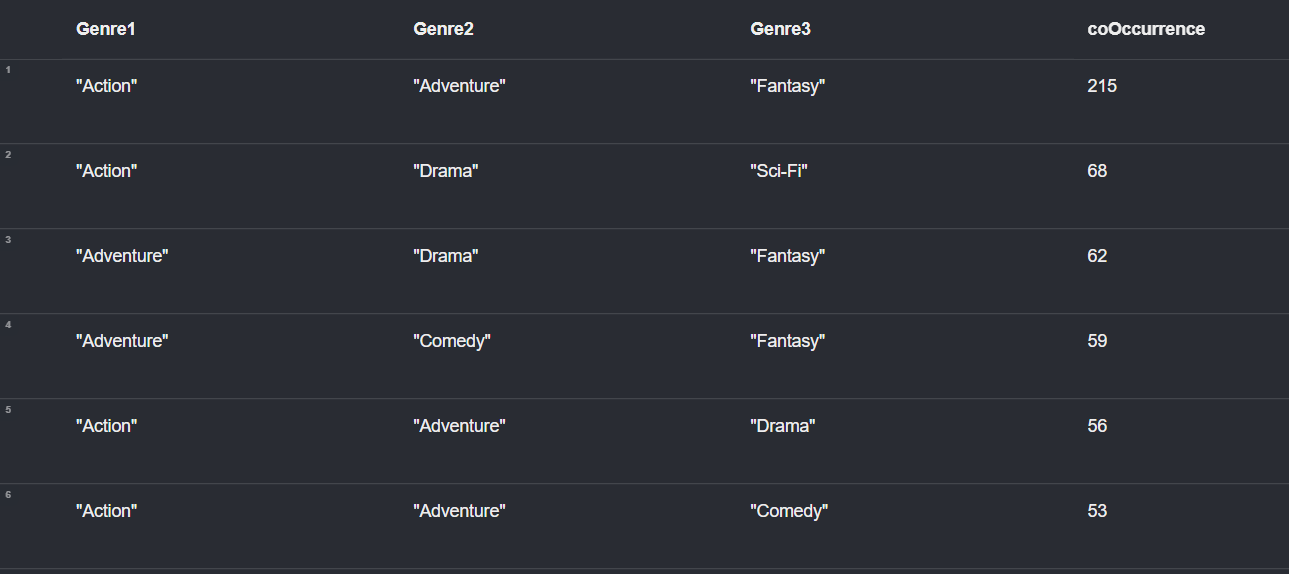 Genre1 Genre2 Genre3 coOccurrence
1 "Action" "Adventure" "Fantasy" 215
2 "Action" "Drama" "Sci-Fi" 68
3 "Adventure" "Drama" "Fantasy" 62
4 "Adventure" "Comedy" "Fantasy" 59
5 "Action" "Adventure" "Drama" 56
6 "Action" "Adventure" "Comedy" 53